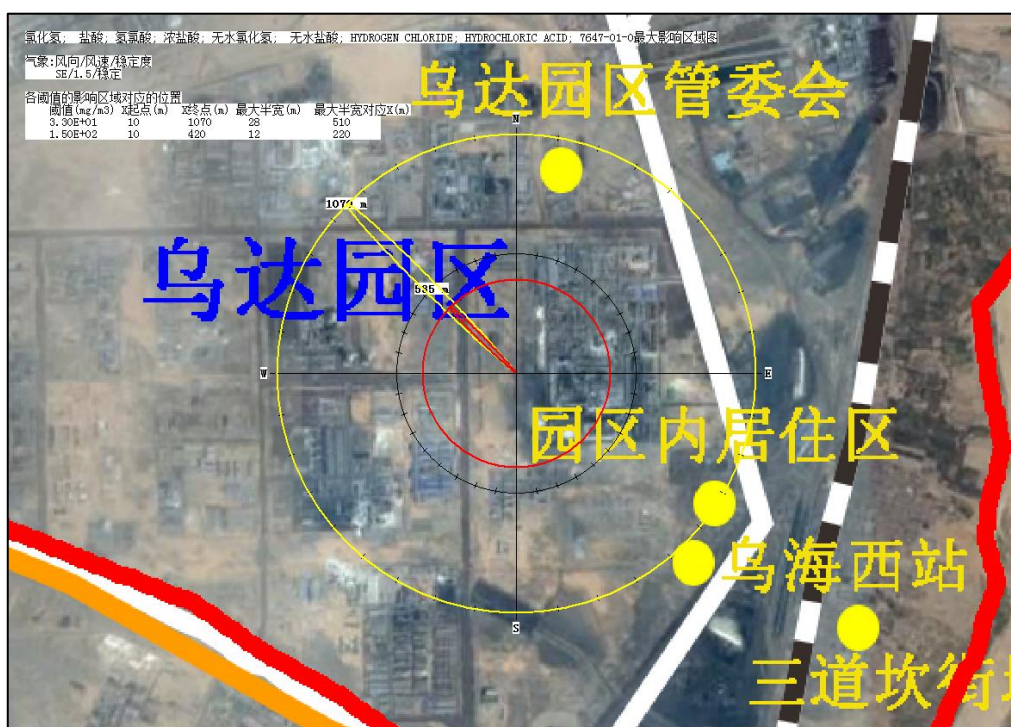 氯化氢; 盐酸; 氢氯酸; 浓盐酸; 无水氯化氢; 无水盐酸; HYDROGEN CHLORIDE; HYDROCHLORIC ACID; 7647-01-0最大影响区域图
气象:风向/风速/稳定度
SE/1.5/稳定
各阈值的影响区域对应的位置
阈值(mg/m3) X起点(m) X终点(m) 最大半宽(m) 最大半宽对应X(m)
3.30E+01 10 1070 28 510
1.50E+02 10 420 12 220
乌达园区管委会
N
1070 m
乌达园区
535 m
W
E
园区内居住区
乌海西站
S
三道坎街